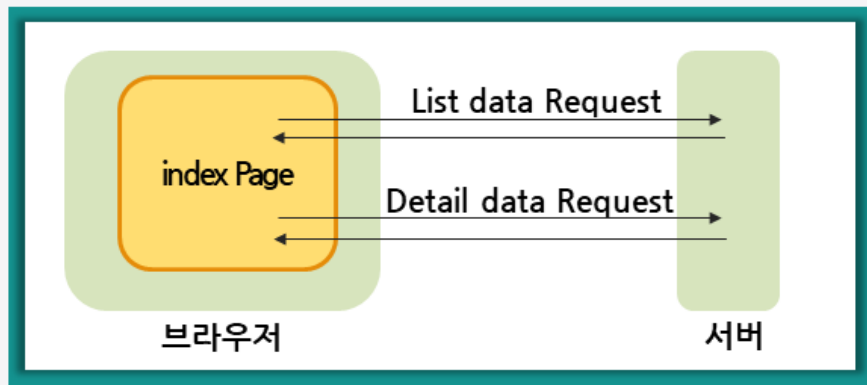 List data Request
index Page
Detail data Request
브라우저
서버